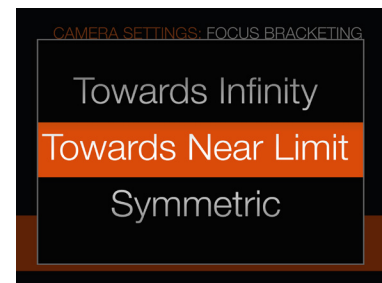 CAMERA SETTINGS: FOCUS BRACKETING
Towards Infinity
Towards Near Limit
Symmetric